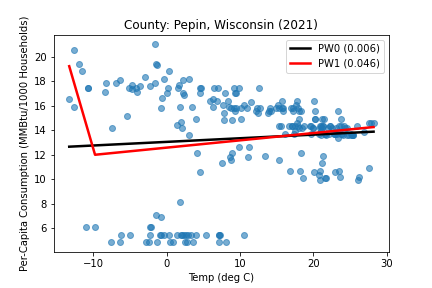 County: Pepin, Wisconsin (2021)
Per-Capita Consumption (MMBtu/1000 Households)
20
18
16
14
12
10
8
6
PW0 (0.006)
PW1 (0.046)
−10
0
10
20
30
Temp (deg C)